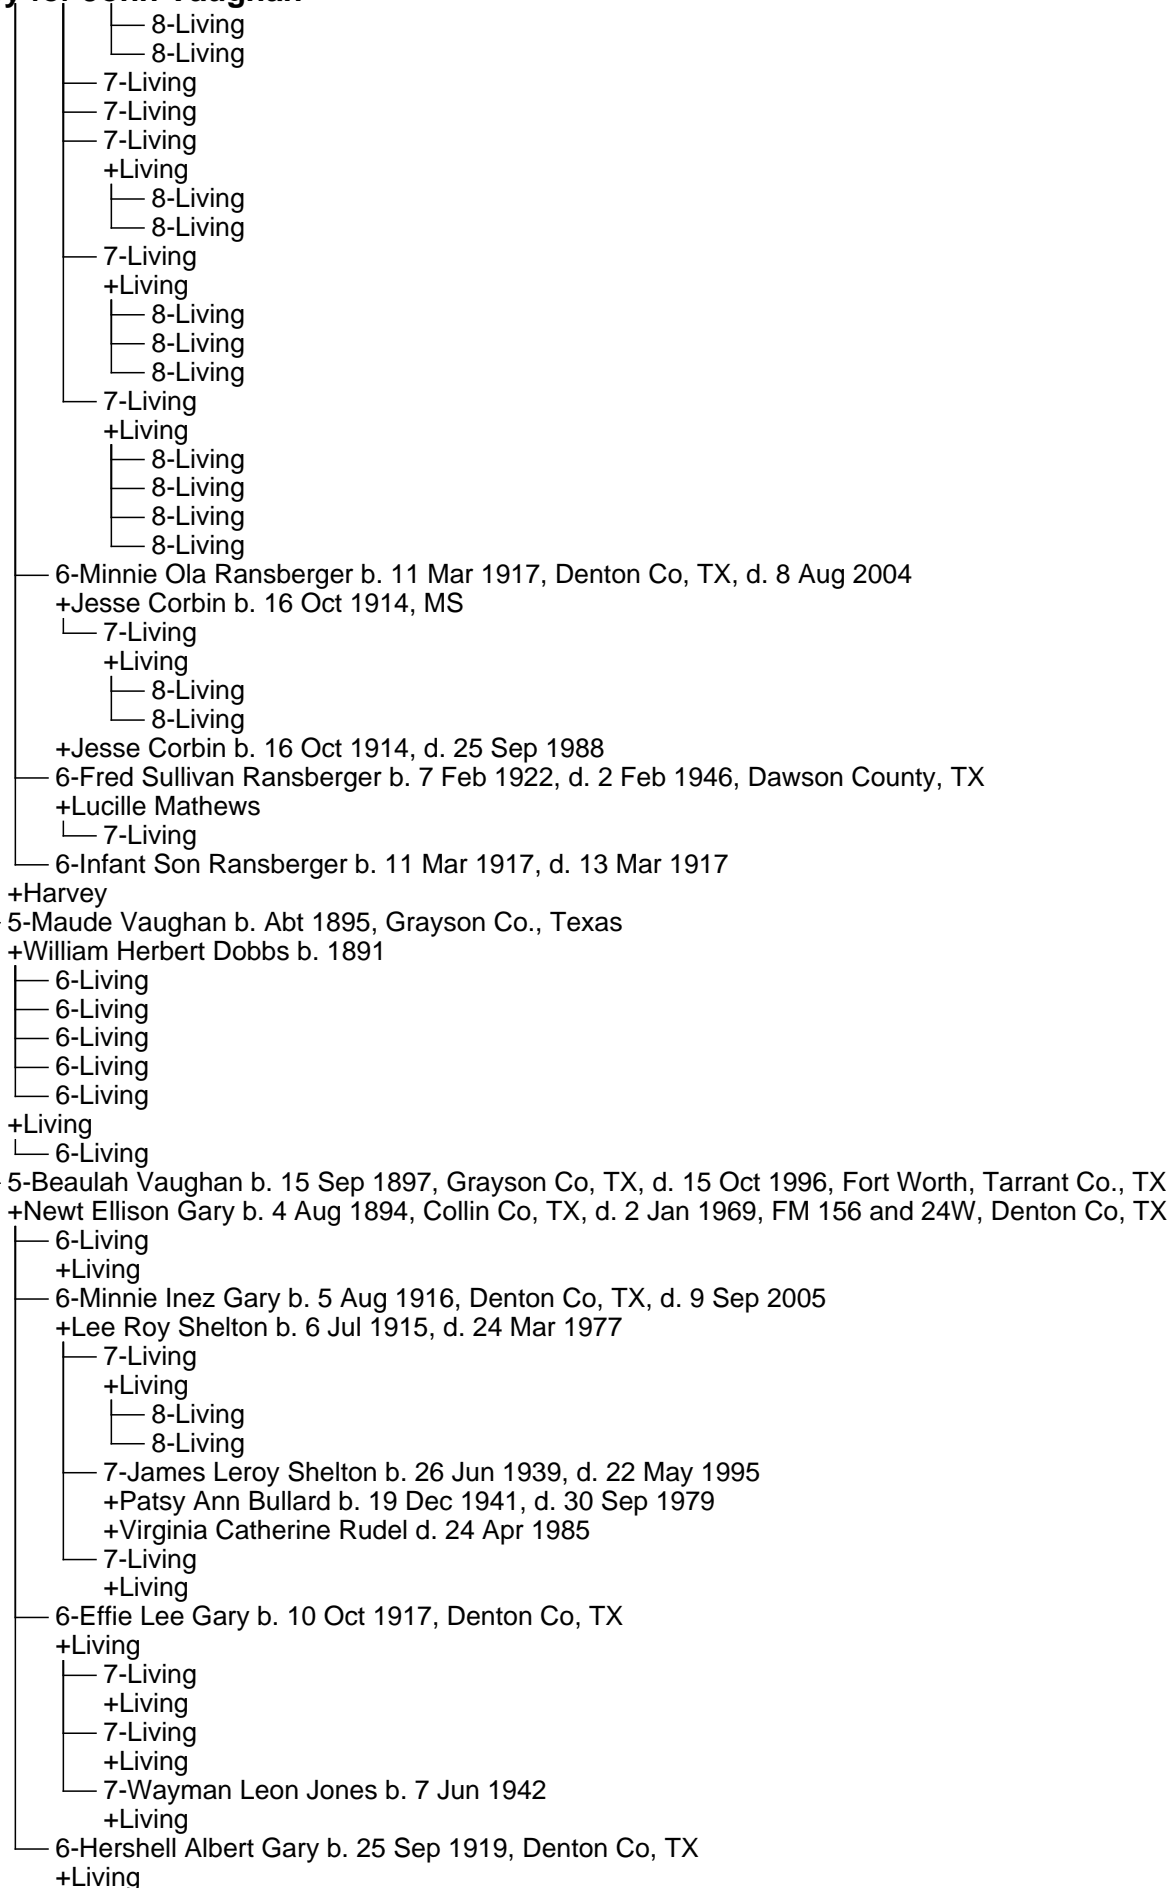 8-Living
8-Living
7-Living
7-Living
7-Living
+Living
8-Living
8-Living
7-Living
+Living
8-Living
8-Living
8-Living
7-Living
+Living
8-Living
8-Living
8-Living
8-Living
6-Minnie Ola Ransberger b. 11 Mar 1917, Denton Co, TX, d. 8 Aug 2004
+Jesse Corbin b. 16 Oct 1914, MS
7-Living
+Living
8-Living
8-Living
+Jesse Corbin b. 16 Oct 1914, d. 25 Sep 1988
6-Fred Sullivan Ransberger b. 7 Feb 1922, d. 2 Feb 1946, Dawson County, TX
+Lucille Mathews
7-Living
6-Infant Son Ransberger b. 11 Mar 1917, d. 13 Mar 1917
+Harvey
5-Maude Vaughan b. Abt 1895, Grayson Co., Texas
+William Herbert Dobbs b. 1891
6-Living
6-Living
6-Living
6-Living
6-Living
+Living
6-Living
5-Beaulah Vaughan b. 15 Sep 1897, Grayson Co, TX, d. 15 Oct 1996, Fort Worth, Tarrant Co., TX
+Newt Ellison Gary b. 4 Aug 1894, Collin Co, TX, d. 2 Jan 1969, FM 156 and 24W, Denton Co, TX
6-Living
+Living
6-Minnie Inez Gary b. 5 Aug 1916, Denton Co, TX, d. 9 Sep 2005
+Lee Roy Shelton b. 6 Jul 1915, d. 24 Mar 1977
7-Living
+Living
8-Living
8-Living
7-James Leroy Shelton b. 26 Jun 1939, d. 22 May 1995
+Patsy Ann Bullard b. 19 Dec 1941, d. 30 Sep 1979
+Virginia Catherine Rudel d. 24 Apr 1985
7-Living
+Living
6-Effie Lee Gary b. 10 Oct 1917, Denton Co, TX
+Living
7-Living
+Living
7-Living
+Living
7-Wayman Leon Jones b. 7 Jun 1942
+Living
6-Hershell Albert Gary b. 25 Sep 1919, Denton Co, TX
+Living